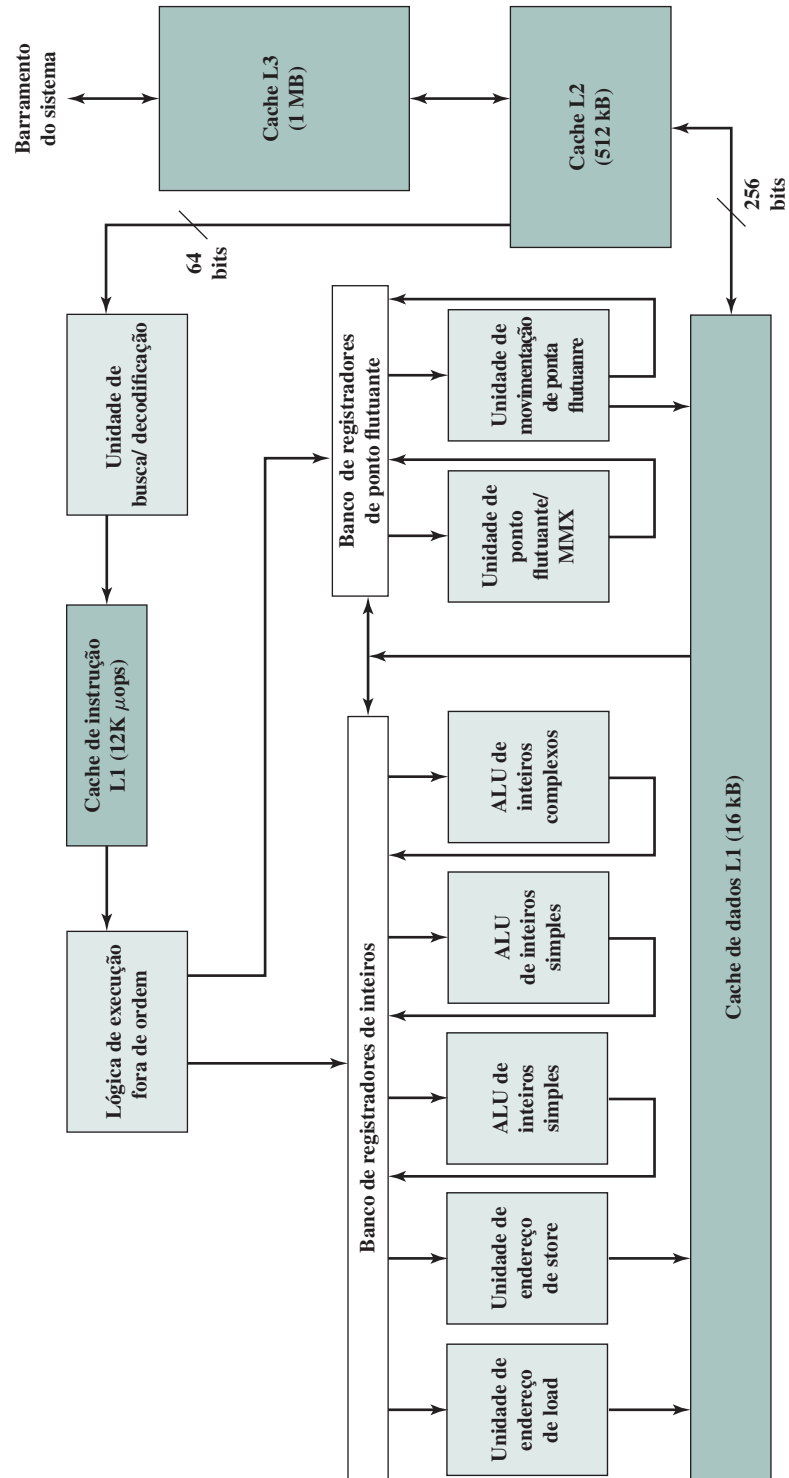 Barramento
do sistema
Cache L3
(1 MB)
Cache L2
(512 kB)
64
bits
256
bits
Unidade de
busca/ decodificação
Cache de instrução
L1 (12K μops)
Lógica de execução
fora de ordem
Banco de registradores de inteiros
Banco de registradores
de ponto flutuante
Unidade de
endereço
de load
Unidade de
endereço
de store
ALU de
inteiros
simples
ALU
de inteiros
simples
ALU de
inteiros
complexos
Unidade de
ponto
flutuante/
MMX
Unidade de
movimentação
de ponta
flutuanre
Cache de dados L1 (16 kB)